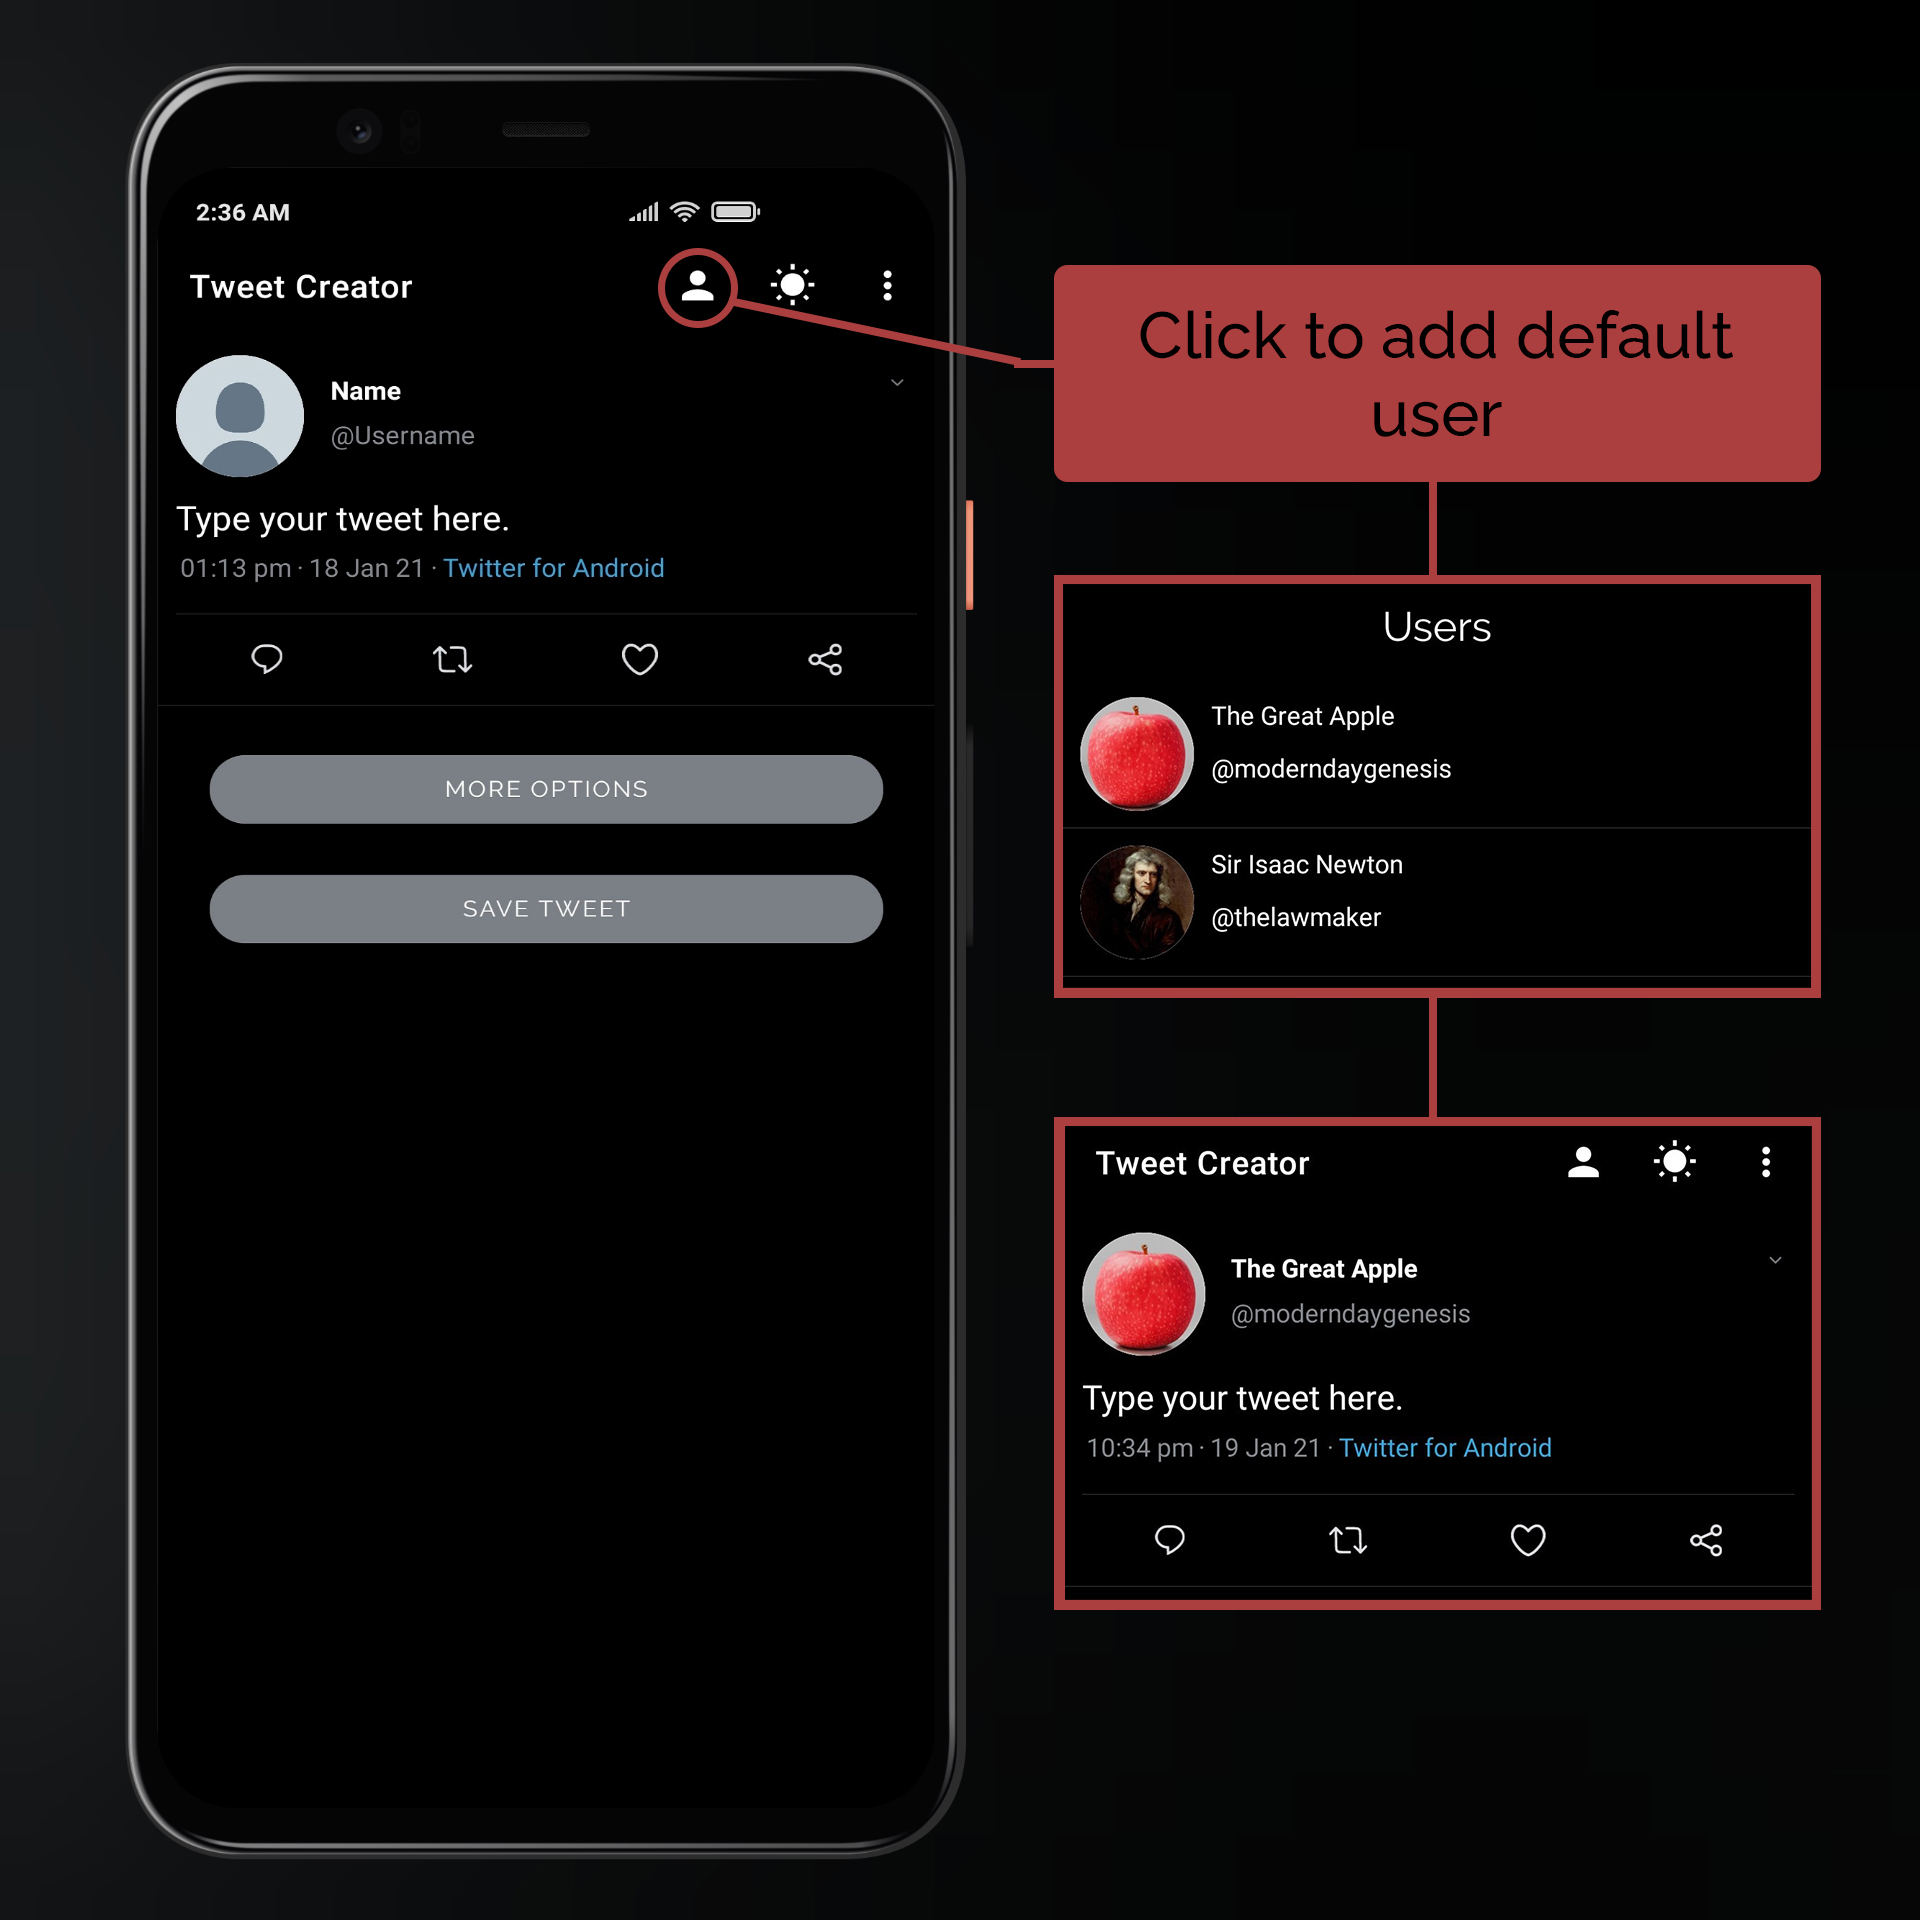 2:36 AM
Tweet Creator
Name
@Username
Type your tweet here.
01:13 pm · 18 Jan 21 · Twitter for Android
MORE OPTIONS
SAVE TWEET
Click to add default
user
Users
The Great Apple
@moderndaygenesis
Sir Isaac Newton
@thelawmaker
Tweet Creator
The Great Apple
@moderndaygenesis
Type your tweet here.
10:34 pm · 19 Jan 21 · Twitter for Android